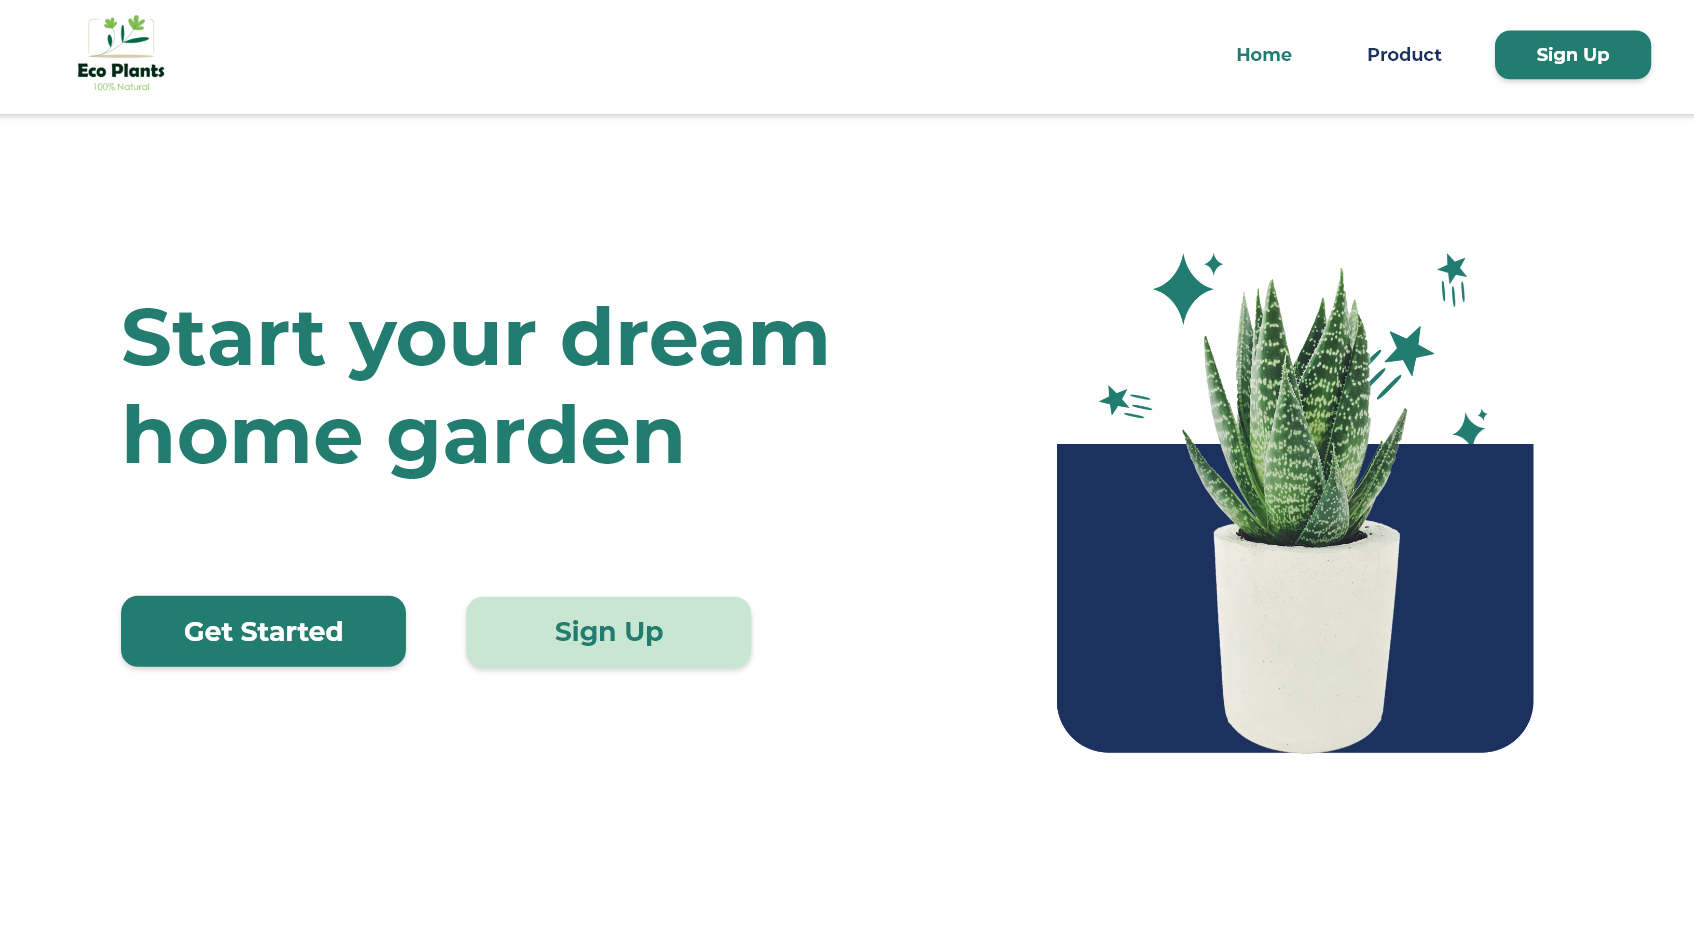 Eco Plants
100% Natural
Home
Product
Sign Up
Start your dream
home garden
Get Started
Sign Up